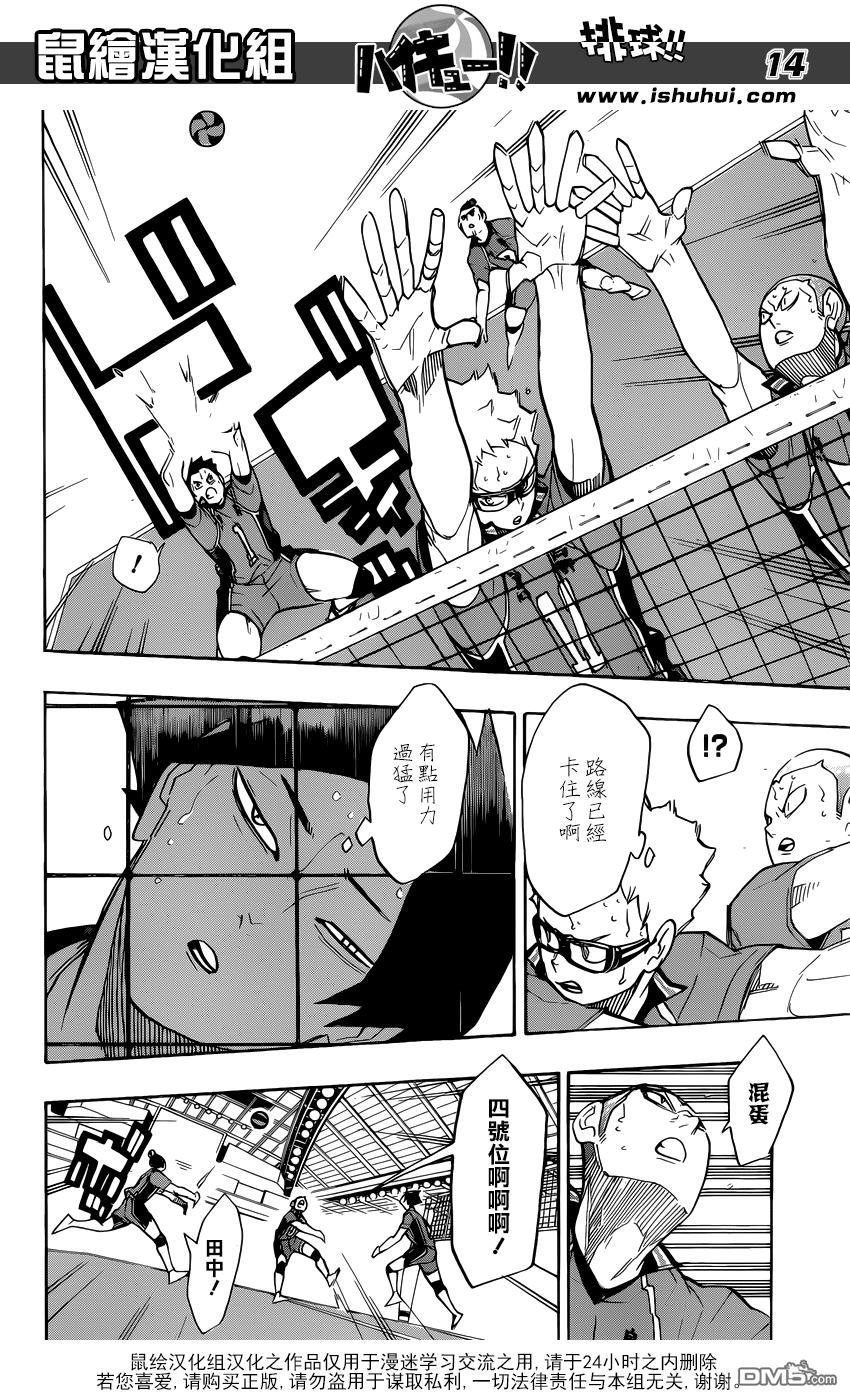 鼠繪漢化組
ハイキュー!!
排球!!
14
www.ishuhui.com
!
!?
路線已經
卡住了啊
有點用力
過猛了
混蛋
四號位啊啊啊!
田中!
鼠绘汉化组汉化之作品仅用于漫迷学习交流之用, 请于24小时之内删除
若您喜爱, 请购买正版, 请勿盗用于谋取私利, 一切法律责任与本组无关, 谢谢.
DM5.com